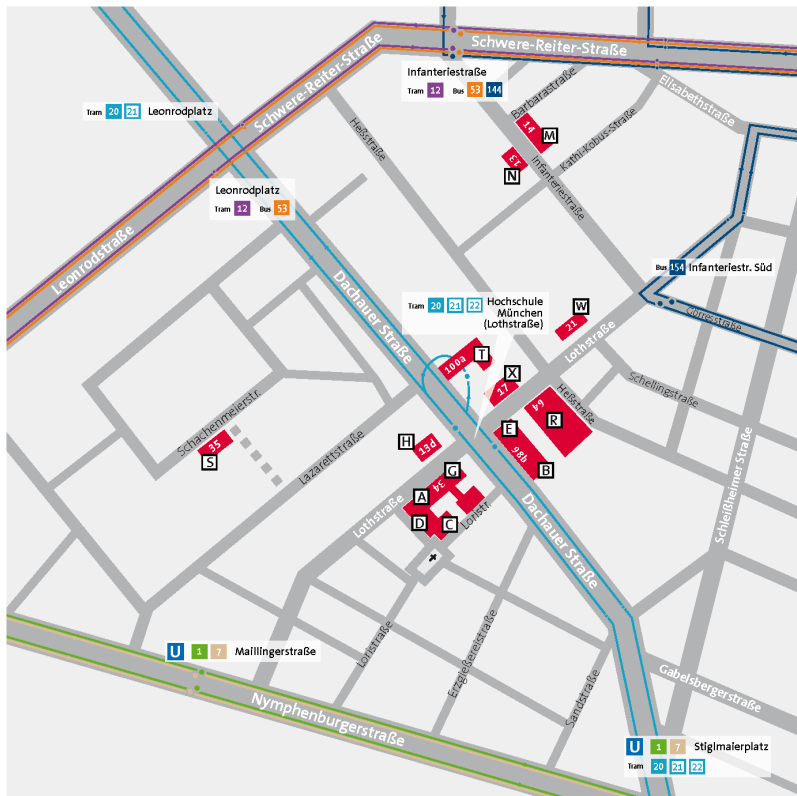 Schwere-Reiter-Straße
Schwere-Reiter-Straße
Infanteriestraße
Tram 12 Bus 53 144
Barbarastraße
Elisabethstraße
Tram 20 21 Leonrodplatz
Heßstraße
14
M
Kathi-Kobus-Straße
13
N
Infanteriestraße
Leonrodplatz
Tram 12 Bus 53
Leonrodstraße
Bus 154 Infanteriestr. Süd
Dachauer Straße
Tram 20 21 22 Hochschule
München
(Lothstraße)
W
21
Görresstraße
Lothstraße
100a
T
X
17
Schellingstraße
Heßstraße
64
R
Schachenmeierstr.
35
S
H
13d
E
98b
B
Lazarettstraße
G
34
A
D
C
Lothstraße
Loristr.
Schleißheimer Straße
Dachauer Straße
U 1 7 Maillingerstraße
Loristraße
Erzgießereistraße
Sandstraße
Gabelsbergerstraße
Nymphenburgerstraße
U 1 7 Stiglmaierplatz
Tram 20 21 22